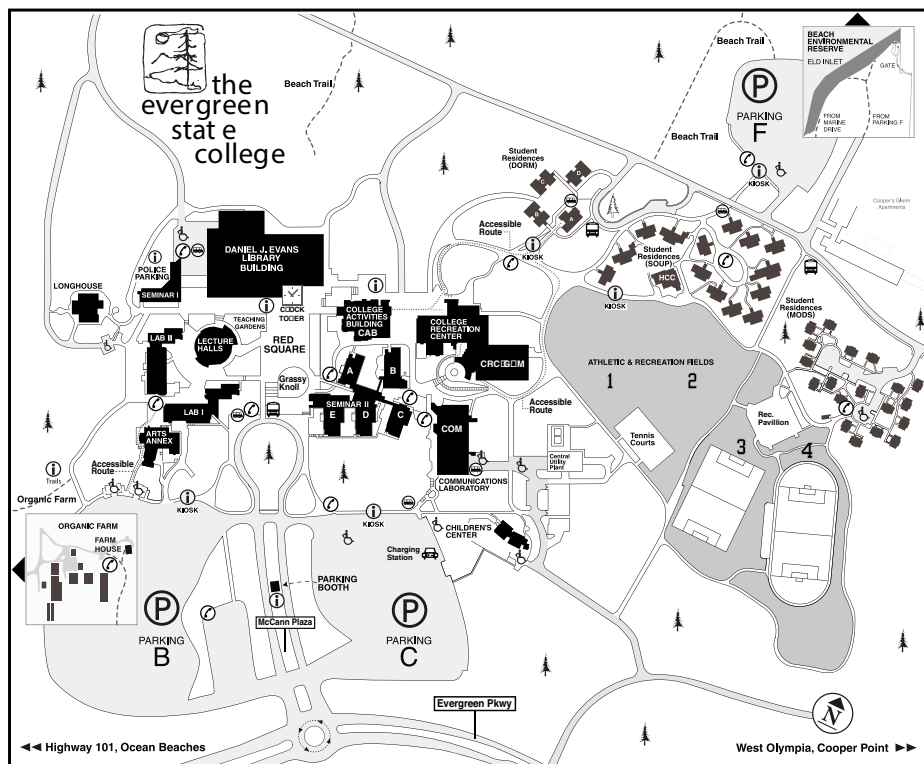 the
evergreen
stat e
college
Beach Trail
Beach Trail
Beach Trail
P
PARKING
F
KIOSK
BEACH
ENVIRONMENTAL
RESERVE
ELD INLET
GATE
FROM
MARINE
DRIVE
FROM
PARKING F
Cooper's Glenn
Apartments
Student
Residences
(DORM)
C
D
B
A
Accessible
Route
KIOSK
Student
Residences
(SOUP)
HCC
KIOSK
Student
Residences
(MODS)
POLICE
PARKING
SEMINAR I
LONGHOUSE
DANIEL J. EVANS
LIBRARY
BUILDING
TEACHING
GARDENS
LECTURE
HALLS
RED
SQUARE
COLLEGE
ACTIVITIES
BUILDING
CAB
COLLEGE
RECREATION
CENTER
LAB II
LAB I
Grassy
Knoll
A
B
SEMINAR II
E
D
C
COM
COMMUNICATIONS
LABORATORY
Accessible
Route
Central
Utility
Plant
ATHLETIC & RECREATION FIELDS
1
2
3
4
Tennis
Courts
Rec.
Pavillion
ARTS
ANNEX
Accessible
Route
Trails
Organic Farm
KIOSK
KIOSK
ORGANIC FARM
FARM
HOUSE
CHILDREN'S
CENTER
Charging
Station
PARKING
BOOTH
McCann Plaza
P
PARKING
B
P
PARKING
C
Evergreen Pkwy
N
Highway 101, Ocean Beaches
West Olympia, Cooper Point